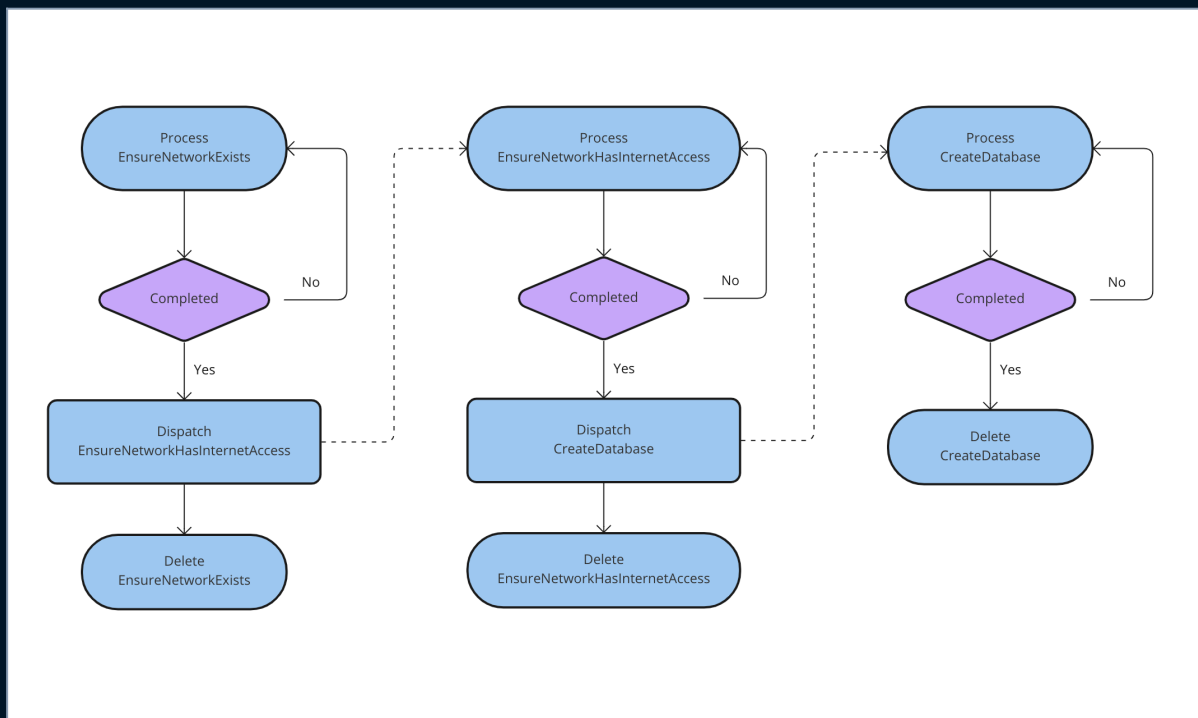 Process
EnsureNetworkExists
Completed
No
Yes
Dispatch
EnsureNetworkHasInternetAccess
Delete
EnsureNetworkExists
Process
EnsureNetworkHasInternetAccess
Completed
No
Yes
Dispatch
CreateDatabase
Delete
EnsureNetworkHasInternetAccess
Process
CreateDatabase
Completed
No
Yes
Delete
CreateDatabase